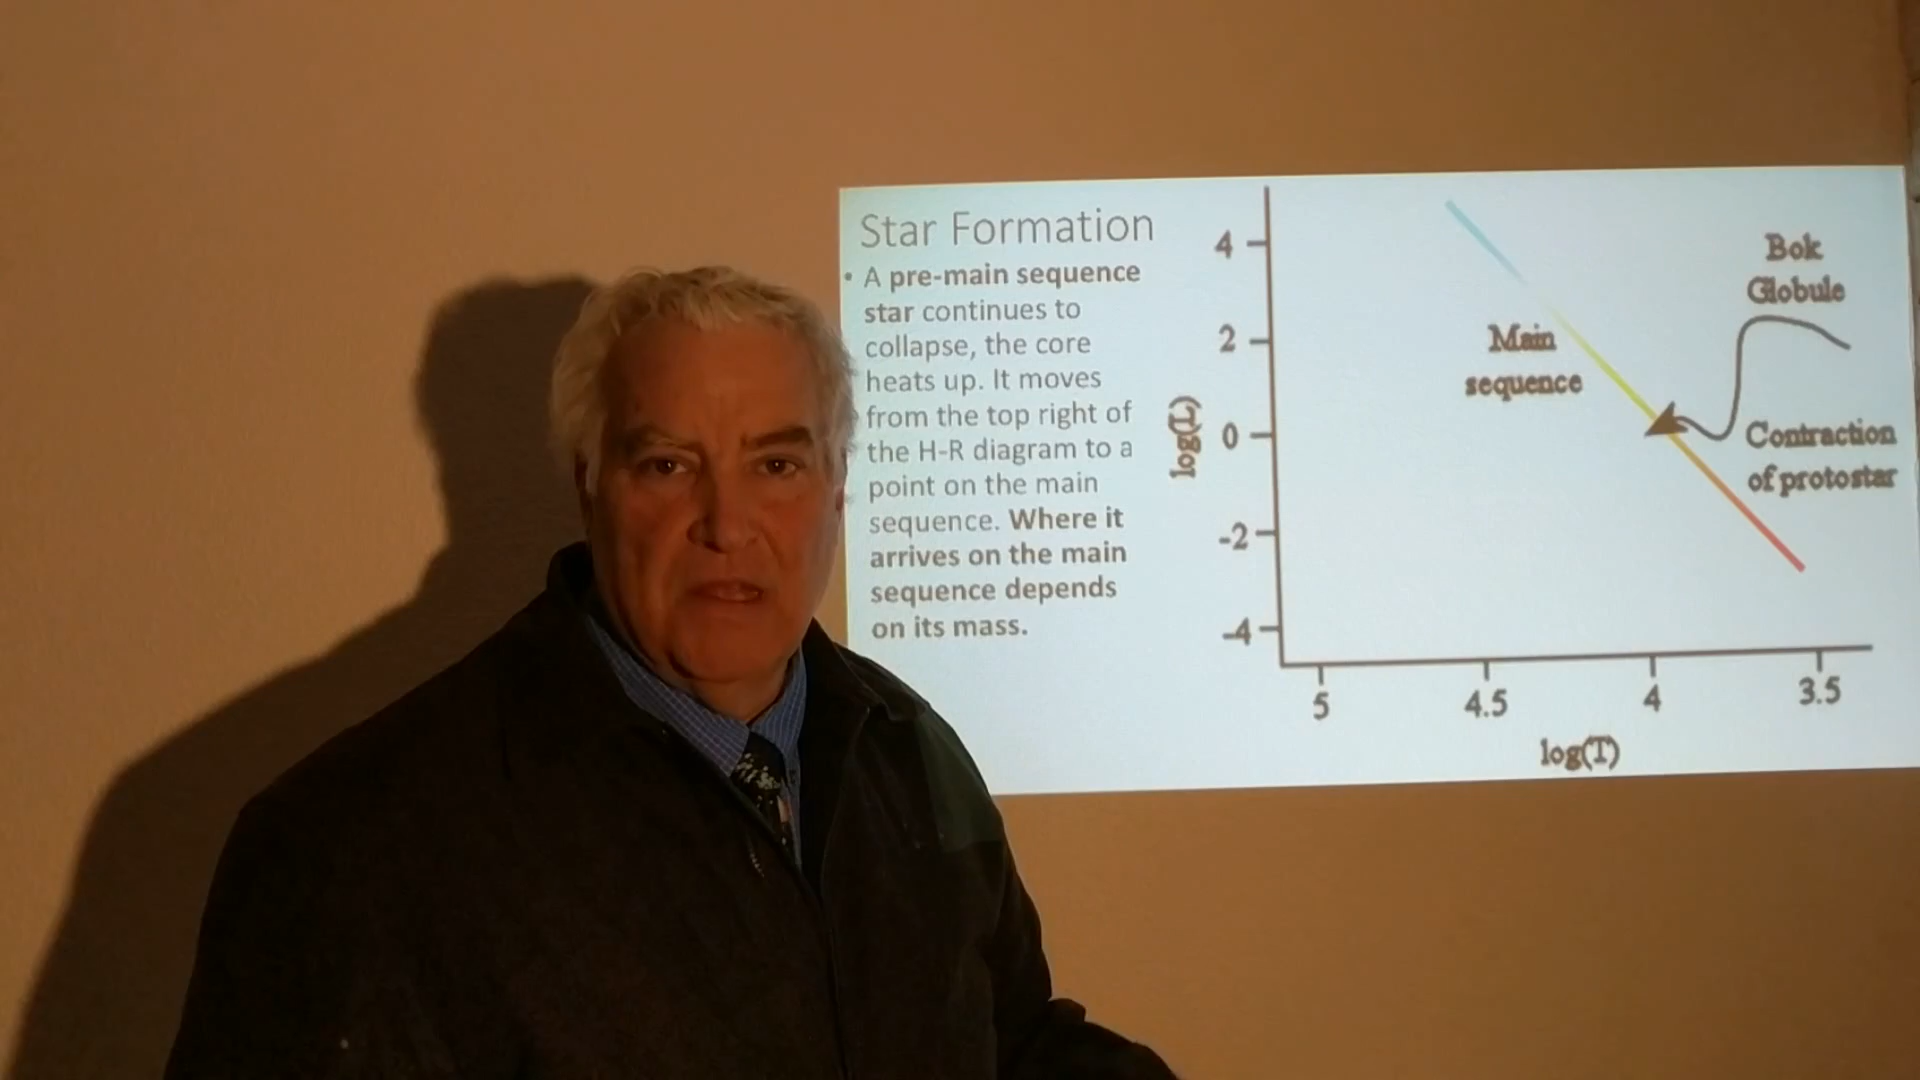 Star Formation
• A pre-main sequence
star continues to
collapse, the core
heats up. It moves
from the top right of
the H-R diagram to a
point on the main
sequence. Where it
arrives on the main
sequence depends
on its mass.
4
2
0
-2
-4
log(L)
Main
sequence
Bok
Globule
Contraction
of protostar
5 4.5 4 3.5
log(T)